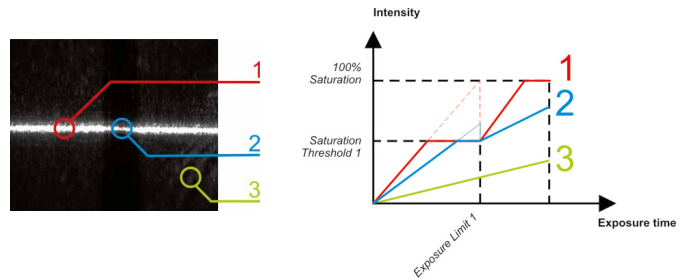 Intensity
1
2
3
100%
Saturation
Saturation
Threshold 1
1
2
3
Exposure time
Exposure Limit 1